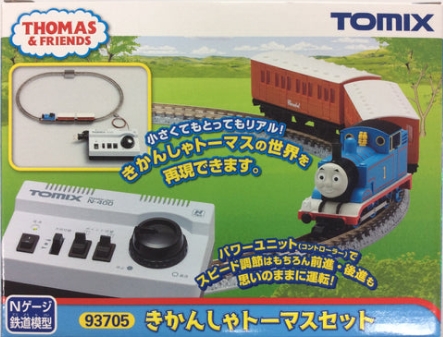 THOMAS
& FRIENDS
TOMIX
小さくてもとってもリアル!
きかんしゃトーマスの世界を
再現できます。
TOMIX
N-400
パワーユニット(コントローラー)で
スピード調節はもちろん前進・後進も
思いのままに運転!
Nゲージ
鉄道模型
93705
きかんしゃトーマスセット